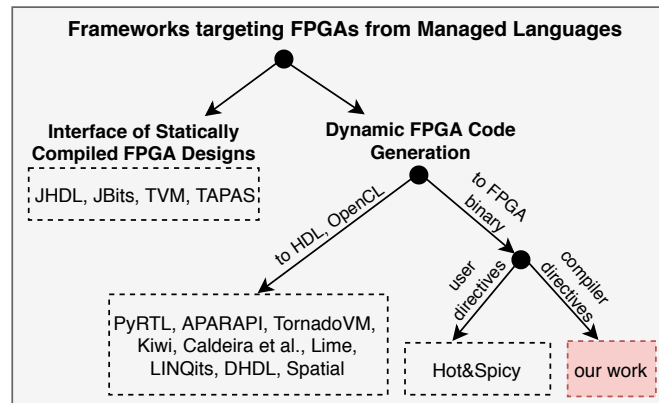 Frameworks targeting FPGAs from Managed Languages
Interface of Statically
Compiled FPGA Designs
JHDL, JBits, TVM, TAPAS
Dynamic FPGA Code
Generation
to HDL, OpenCL
to FPGA
binary
PyRTL, APARAPI, TornadoVM,
Kiwi, Caldeira et al., Lime,
LINQits, DHDL, Spatial
user
directives
compiler
directives
Hot&Spicy
our work